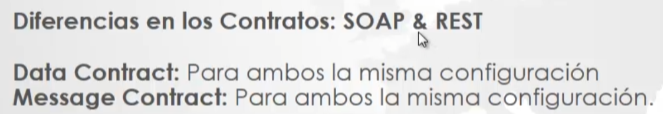 Diferencias en los Contratos: SOAP & REST
Data Contract: Para ambos la misma configuración
Message Contract: Para ambos la misma configuración.